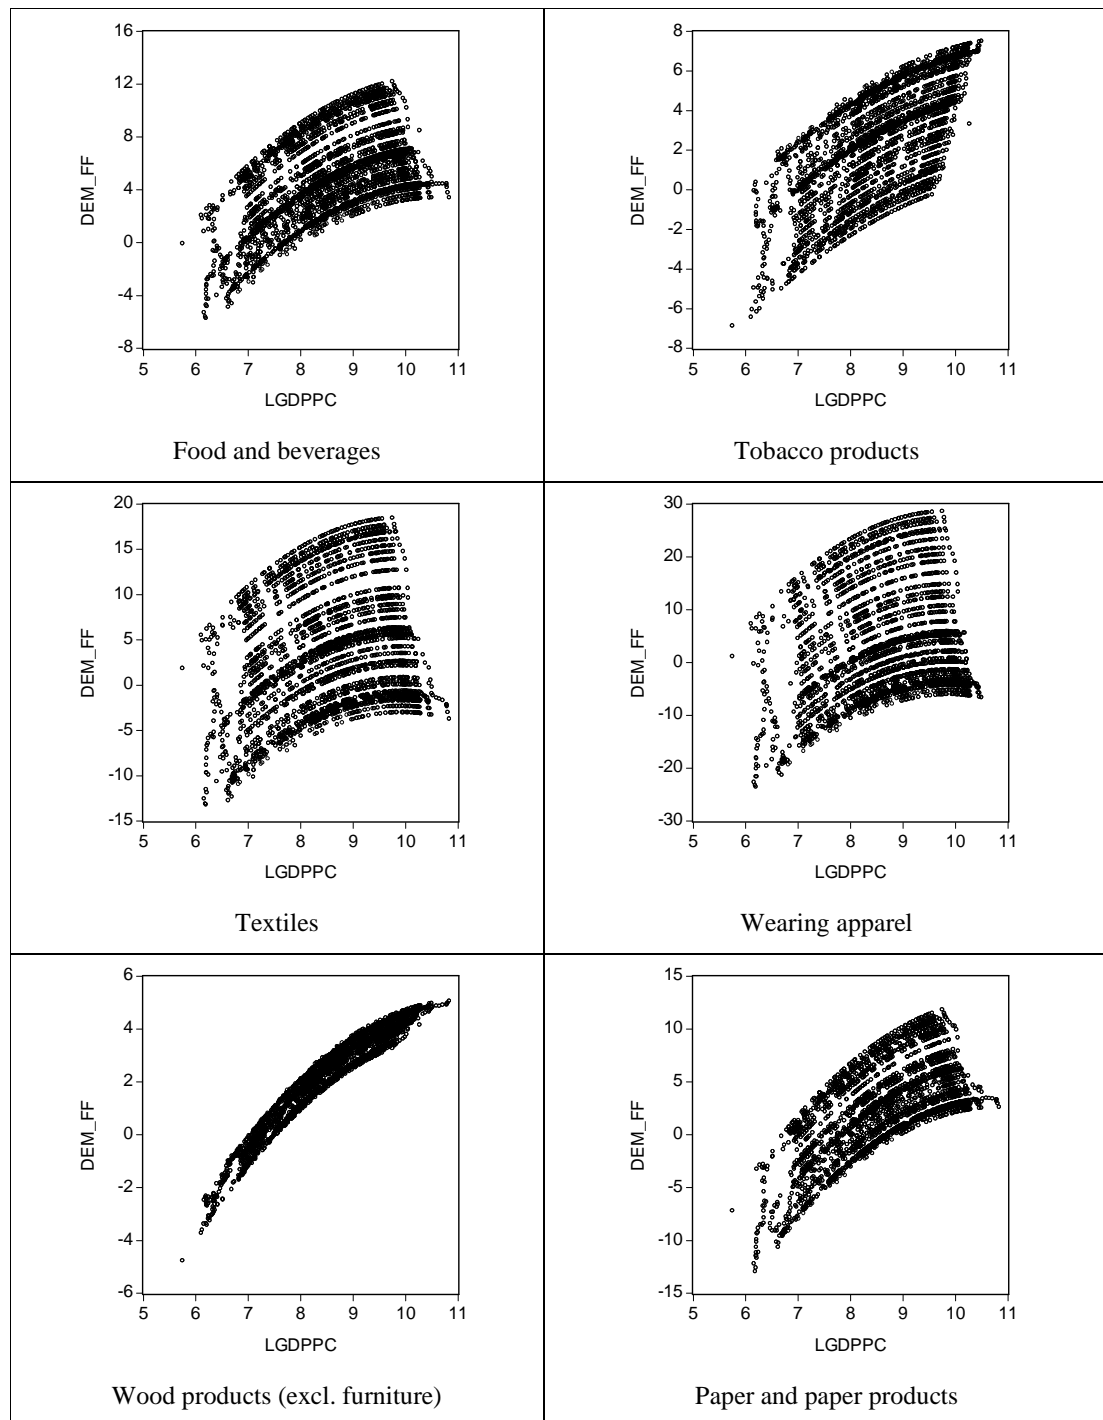 16
12
8
4
0
-4
-8
DEM_FF
5 6 7 8 9 10 11
LGDPPC
Food and beverages
8
6
4
2
0
-2
-4
-6
-8
DEM_FF
5 6 7 8 9 10 11
LGDPPC
Tobacco products
20
15
10
5
0
-5
-10
-15
DEM_FF
5 6 7 8 9 10 11
LGDPPC
Textiles
30
20
10
0
-10
-20
-30
DEM_FF
5 6 7 8 9 10 11
LGDPPC
Wearing apparel
6
4
2
0
-2
-4
-6
DEM_FF
5 6 7 8 9 10 11
LGDPPC
Wood products (excl. furniture)
15
10
5
0
-5
-10
-15
DEM_FF
5 6 7 8 9 10 11
LGDPPC
Paper and paper products